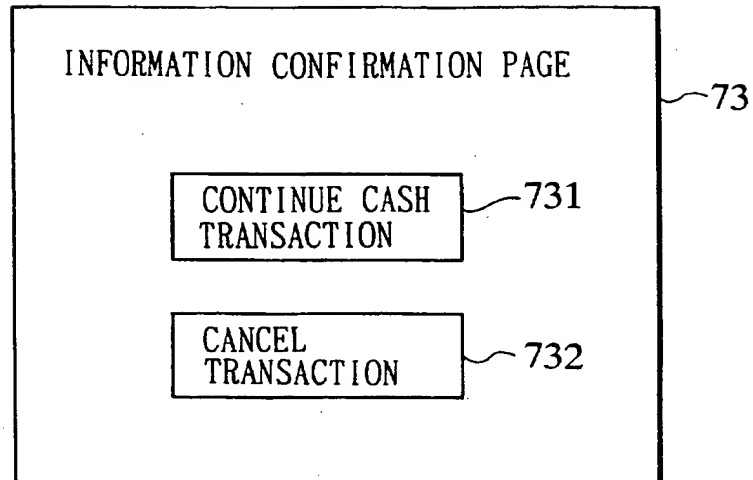 INFORMATION CONFIRMATION PAGE
73
CONTINUE CASH
TRANSACTION
731
CANCEL
TRANSACTION
732